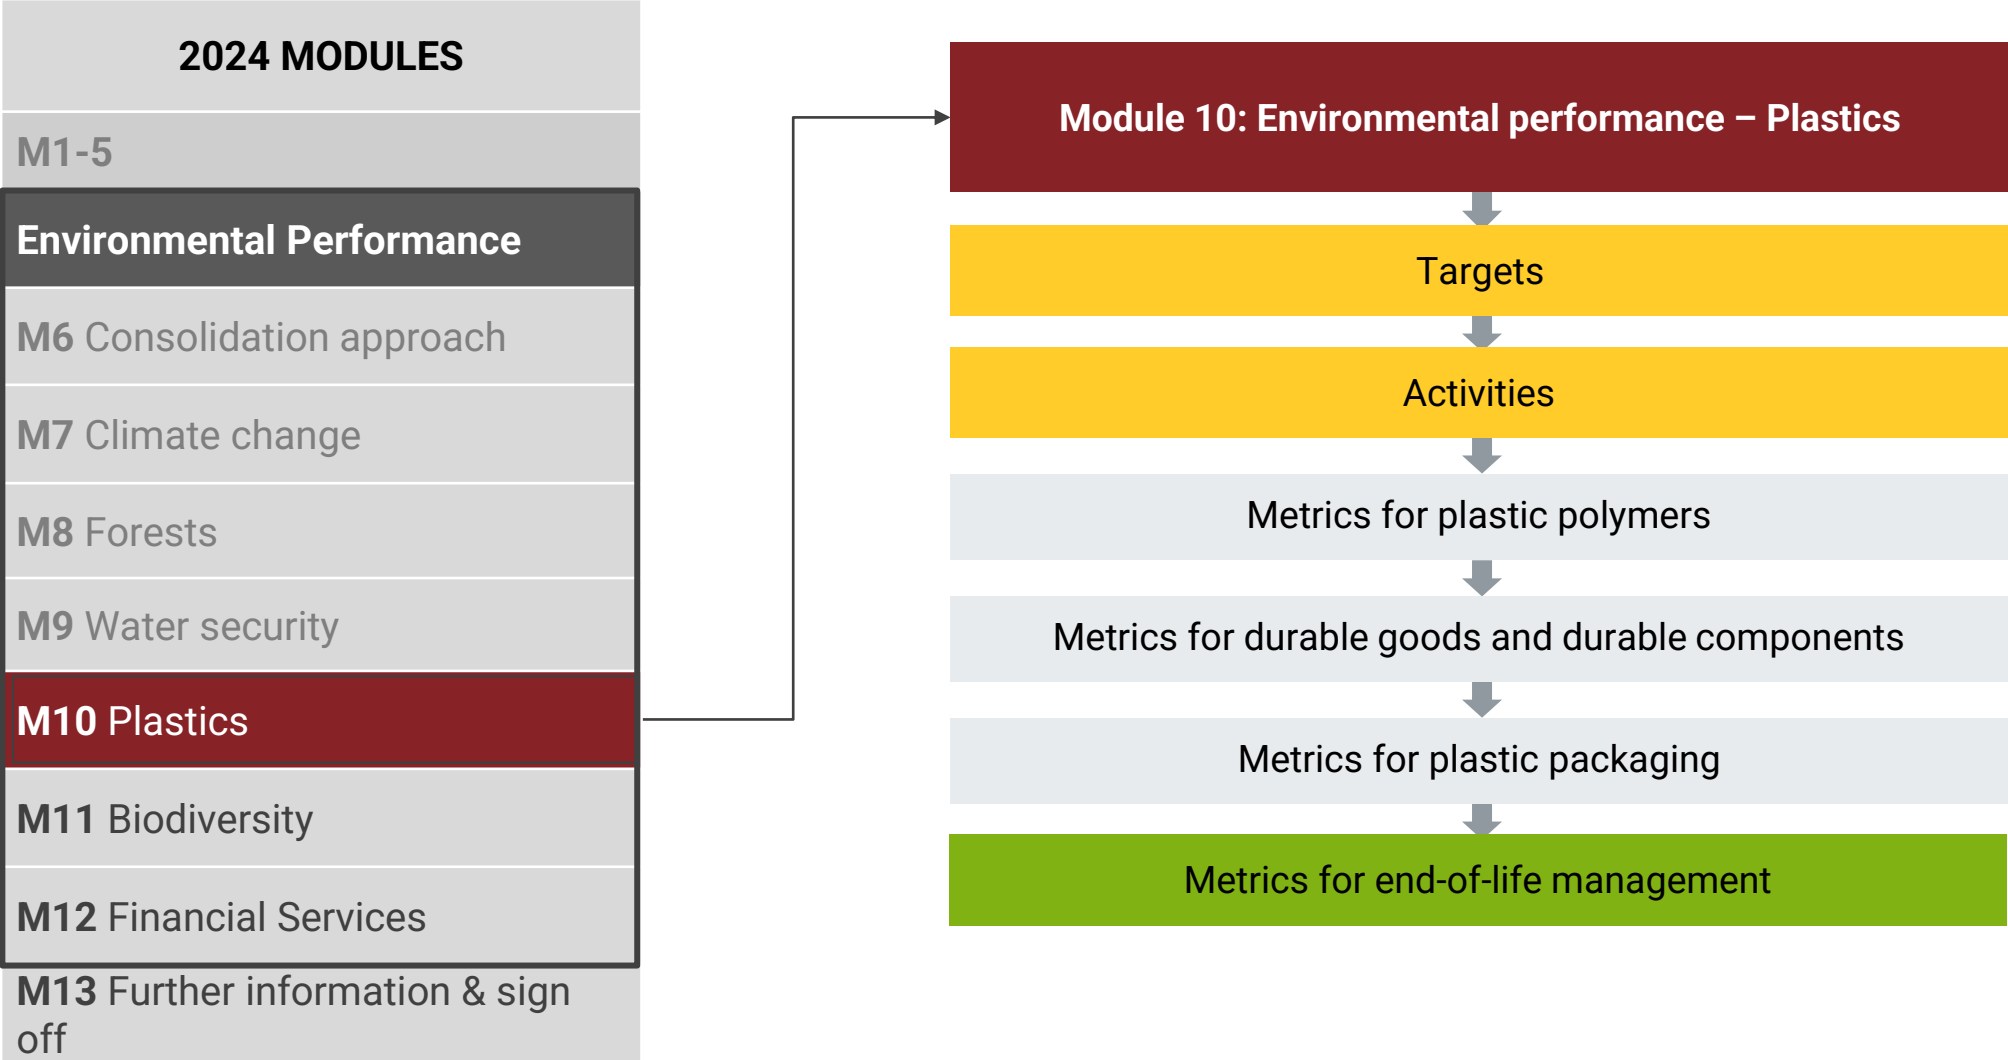 2024 MODULES
M1-5
Environmental Performance
M6 Consolidation approach
M7 Climate change
M8 Forests
M9 Water security
M10 Plastics
M11 Biodiversity
M12 Financial Services
M13 Further information & sign
off
Module 10: Environmental performance – Plastics
Targets
Activities
Metrics for plastic polymers
Metrics for durable goods and durable components
Metrics for plastic packaging
Metrics for end-of-life management